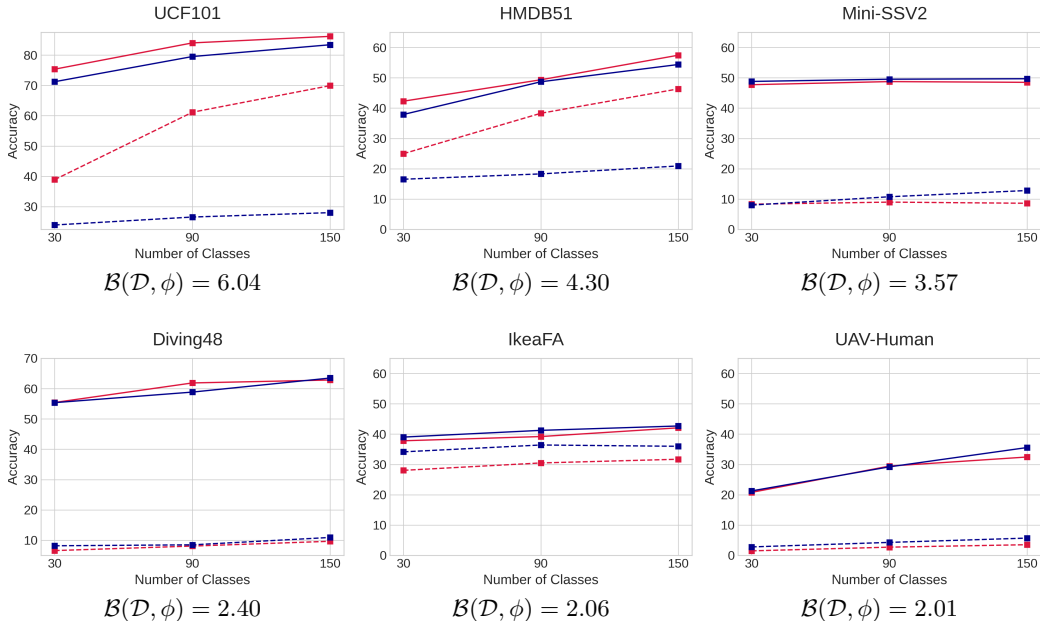 UCF101
Accuracy
80
70
60
50
40
30
30 90 150
Number of Classes
B(D, ϕ) = 6.04
HMDB51
Accuracy
60
50
40
30
20
10
0
30 90 150
Number of Classes
B(D, ϕ) = 4.30
Mini-SSV2
Accuracy
60
50
40
30
20
10
0
30 90 150
Number of Classes
B(D, ϕ) = 3.57
Diving48
Accuracy
70
60
50
40
30
20
10
30 90 150
Number of Classes
B(D, ϕ) = 2.40
IkeaFA
Accuracy
60
50
40
30
20
10
0
30 90 150
Number of Classes
B(D, ϕ) = 2.06
UAV-Human
Accuracy
60
50
40
30
20
10
0
30 90 150
Number of Classes
B(D, ϕ) = 2.01